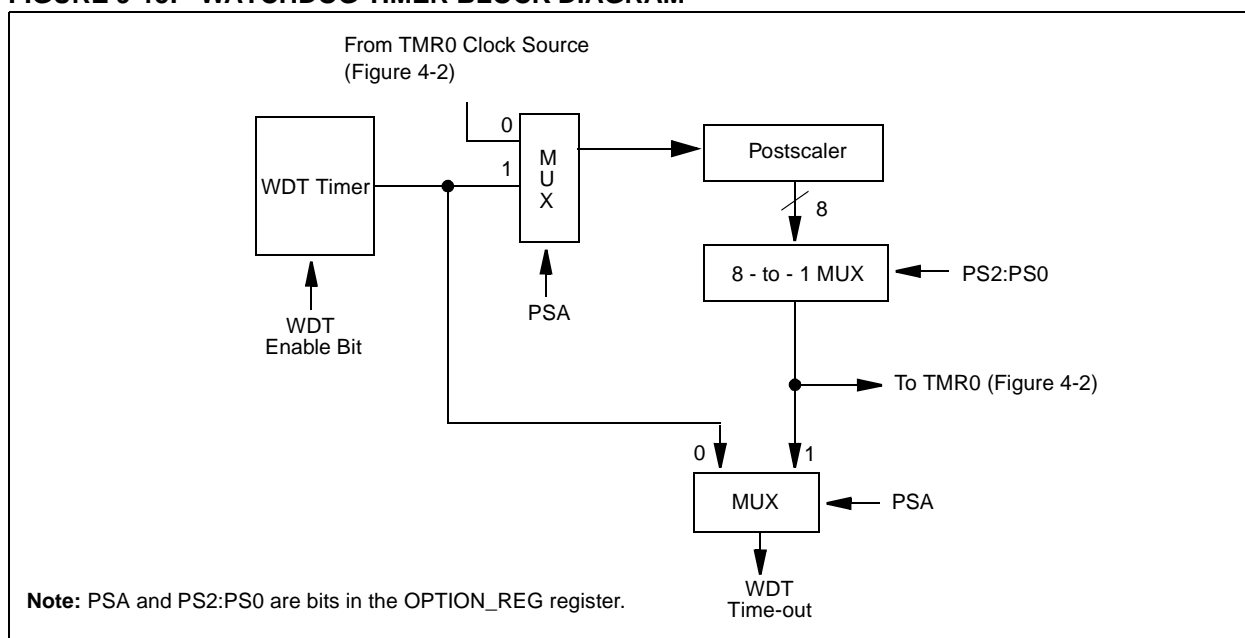 From TMR0 Clock Source
(Figure 4-2)
0
1
M
U
X
WDT Timer
Postscaler
8
8 - to - 1 MUX
PS2:PS0
PSA
WDT
Enable Bit
To TMR0 (Figure 4-2)
0
1
MUX
PSA
WDT
Time-out
Note: PSA and PS2:PS0 are bits in the OPTION_REG register.